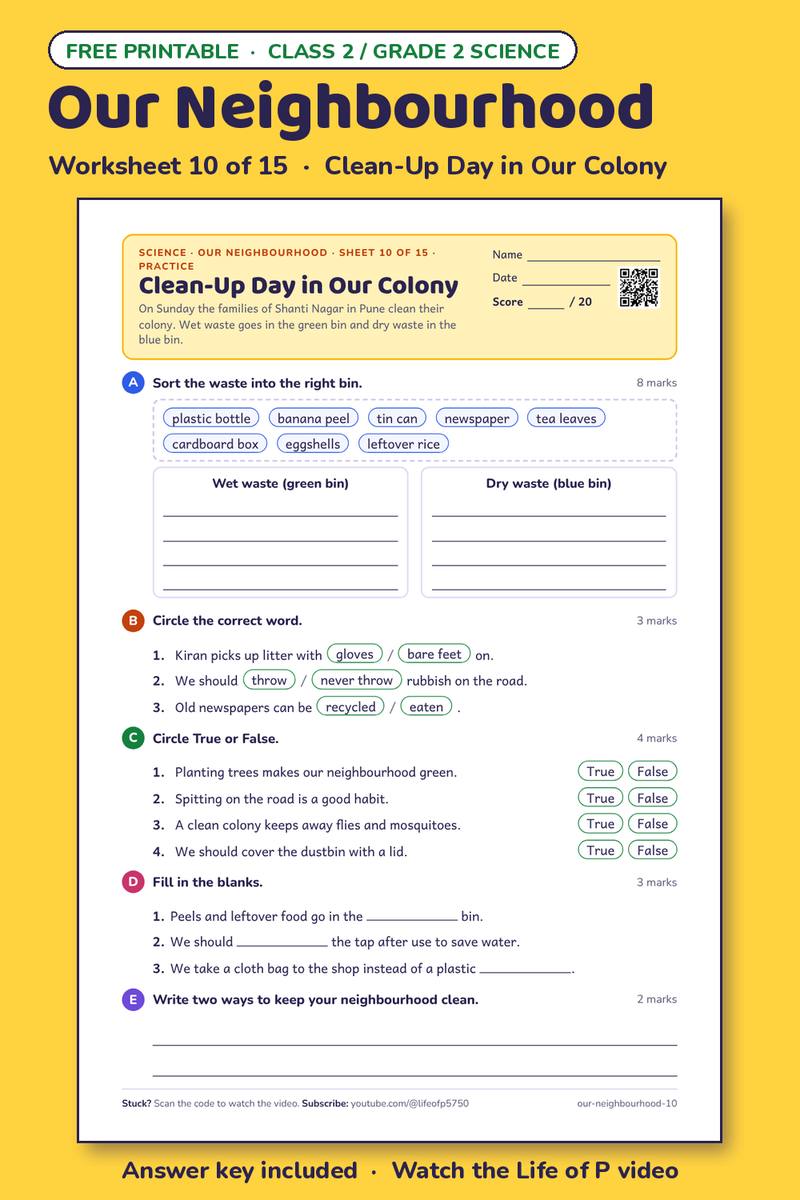 FREE PRINTABLE · CLASS 2 / GRADE 2 SCIENCE
Our Neighbourhood
Worksheet 10 of 15 · Clean-Up Day in Our Colony
SCIENCE · OUR NEIGHBOURHOOD · SHEET 10 OF 15 ·
PRACTICE
Clean-Up Day in Our Colony
On Sunday the families of Shanti Nagar in Pune clean their
colony. Wet waste goes in the green bin and dry waste in the
blue bin.
Name
Date
Score / 20
A Sort the waste into the right bin. 8 marks
plastic bottle banana peel tin can newspaper tea leaves
cardboard box eggshells leftover rice
Wet waste (green bin) Dry waste (blue bin)
B Circle the correct word. 3 marks
1. Kiran picks up litter with gloves / bare feet on.
2. We should throw / never throw rubbish on the road.
3. Old newspapers can be recycled / eaten .
C Circle True or False. 4 marks
1. Planting trees makes our neighbourhood green. True False
2. Spitting on the road is a good habit. True False
3. A clean colony keeps away flies and mosquitoes. True False
4. We should cover the dustbin with a lid. True False
D Fill in the blanks. 3 marks
1. Peels and leftover food go in the ____________ bin.
2. We should ____________ the tap after use to save water.
3. We take a cloth bag to the shop instead of a plastic ____________.
E Write two ways to keep your neighbourhood clean. 2 marks
Stuck? Scan the code to watch the video. Subscribe: youtube.com/@lifeofp5750 our-neighbourhood-10
Answer key included · Watch the Life of P video